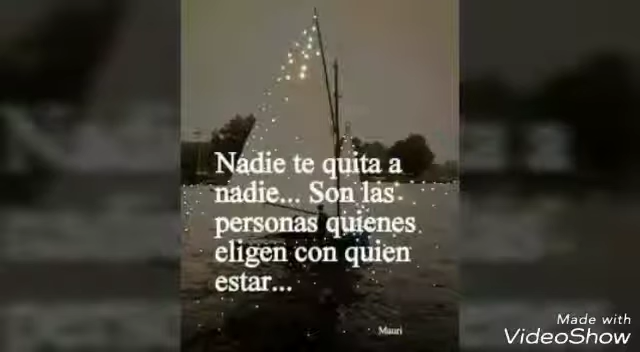 Nadie te quita a
nadie... Son las
personas quienes
eligen con quien
estar...
Mauri
Made with
VideoShow